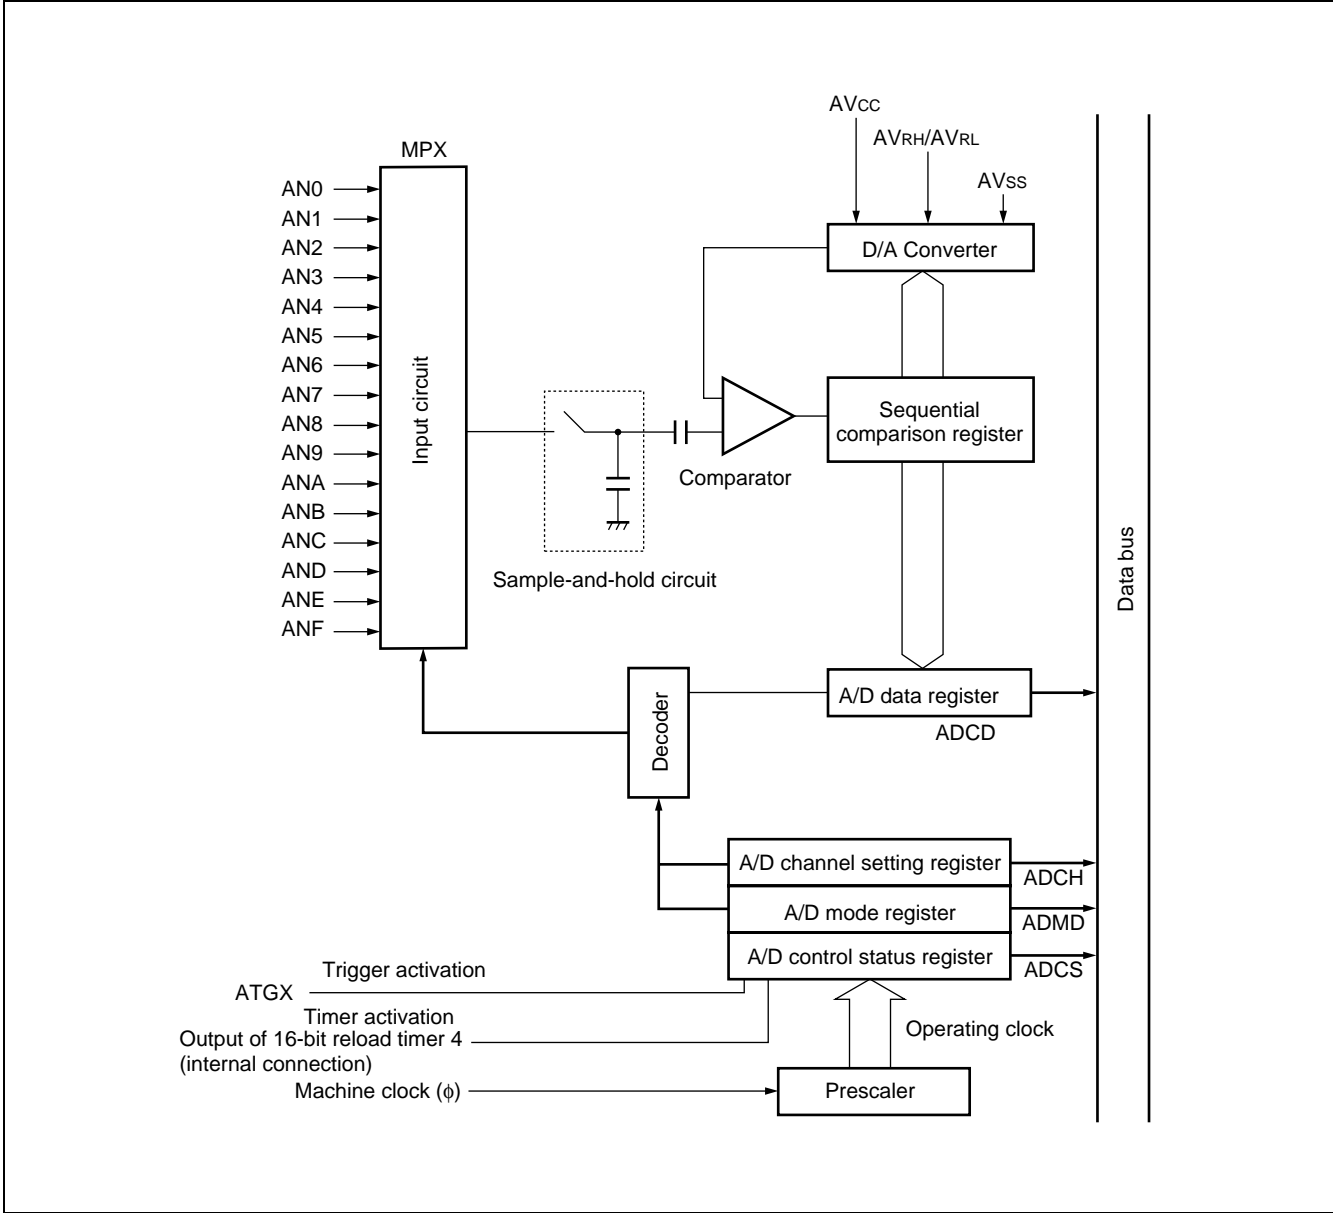 AVCC
AVRH/AVRL
AVSS
MPX
AN0
AN1
AN2
AN3
AN4
AN5
AN6
AN7
AN8
AN9
ANA
ANB
ANC
AND
ANE
ANF
Input circuit
D/A Converter
Sequential
comparison register
Comparator
Sample-and-hold circuit
Data bus
Decoder
A/D data register
ADCD
A/D channel setting register
ADCH
A/D mode register
ADMD
A/D control status register
ADCS
Trigger activation
ATGX
Timer activation
Output of 16-bit reload timer 4
(internal connection)
Operating clock
Machine clock (ϕ)
Prescaler